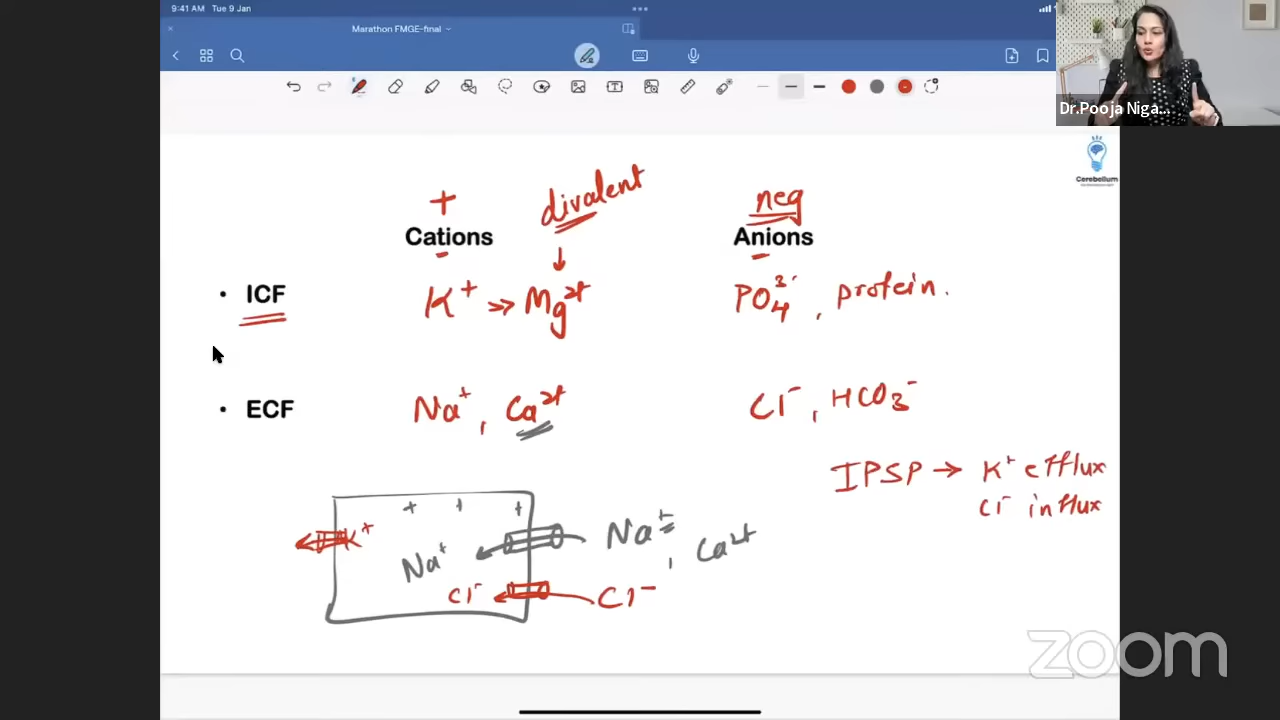 9:41 AM Tue 9 Jan
Marathon FMGE-final
Dr.Pooja Niga...
Cerebellum
+ divalent neg
Cations Anions
• ICF K⁺ >> Mg²⁺ PO₄³⁻, protein.
• ECF Na⁺, Ca²⁺ Cl⁻, HCO₃⁻
IPSP → K⁺ efflux
Cl⁻ influx
+ + +
K⁺ Na⁺ Na⁺, Ca²⁺
Cl⁻ Cl⁻
zoom